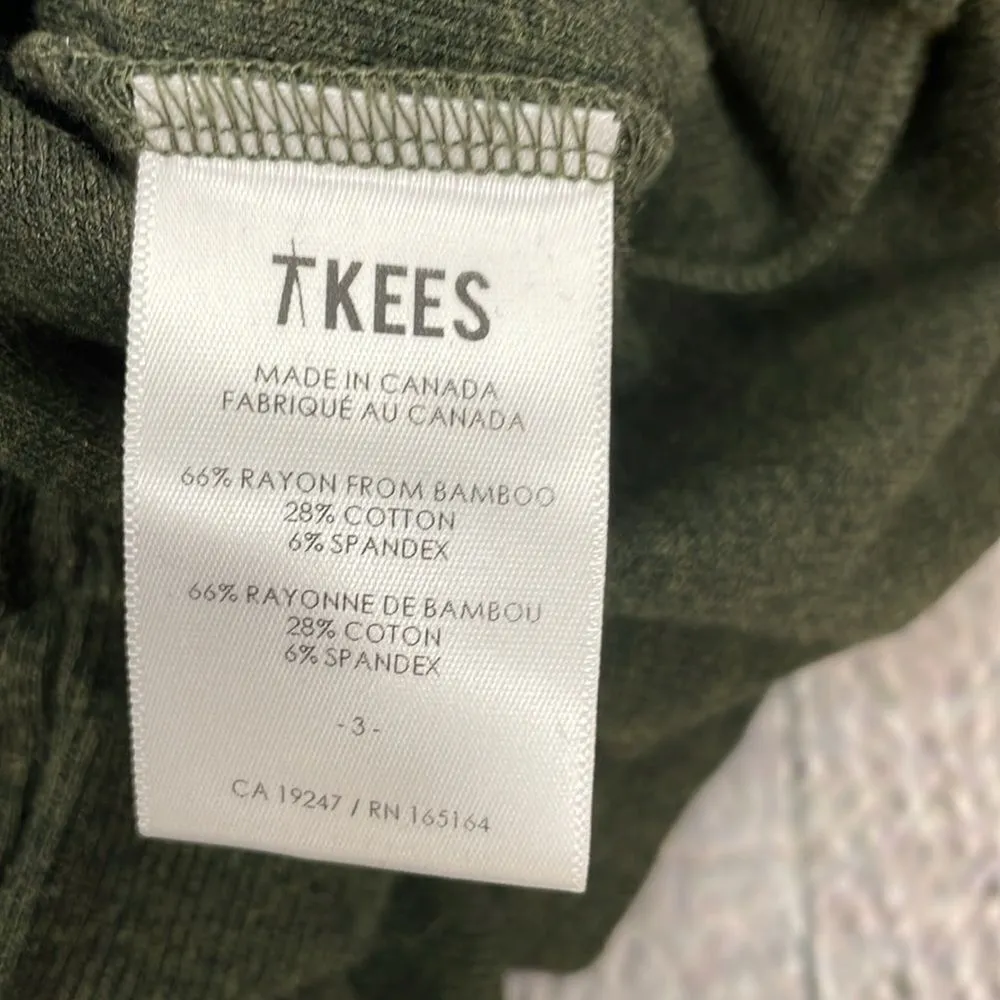 TKEES
MADE IN CANADA
FABRIQUÉ AU CANADA
66% RAYON FROM BAMBOO
28% COTTON
6% SPANDEX
66% RAYONNE DE BAMBOU
28% COTON
6% SPANDEX
- 3 -
CA 19247 / RN 165164